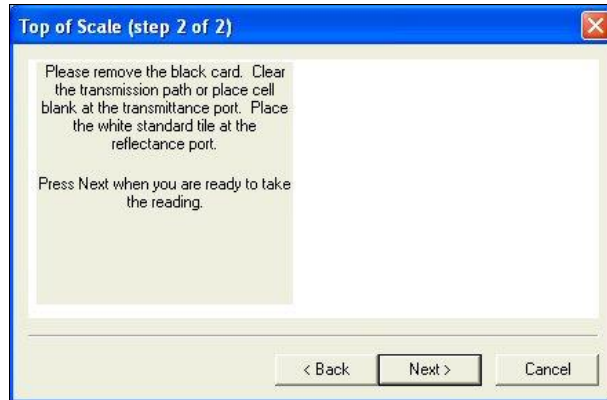 Top of Scale (step 2 of 2)
Please remove the black card. Clear
the transmission path or place cell
blank at the transmittance port. Place
the white standard tile at the
reflectance port.
Press Next when you are ready to take
the reading.
< Back
Next >
Cancel